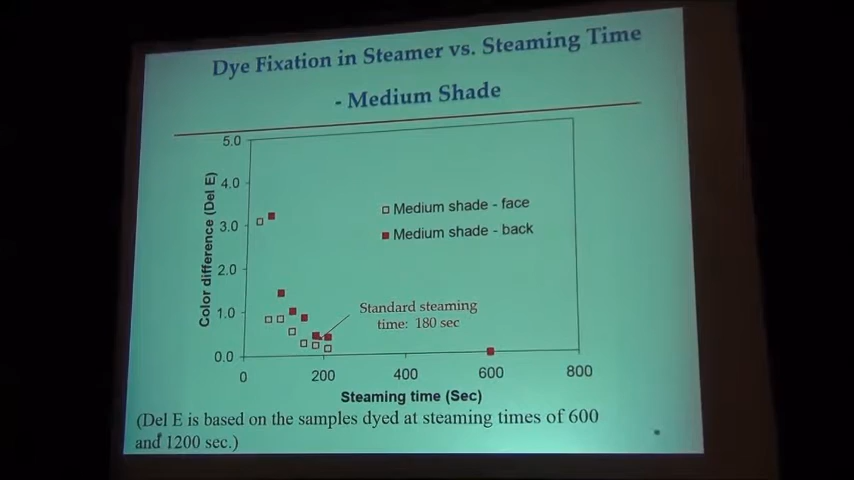 Dye Fixation in Steamer vs. Steaming Time
- Medium Shade
5.0
4.0
3.0
2.0
1.0
0.0
Color difference (Del E)
Medium shade - face
Medium shade - back
Standard steaming
time: 180 sec
0 200 400 600 800
Steaming time (Sec)
(Del E is based on the samples dyed at steaming times of 600
and 1200 sec.)